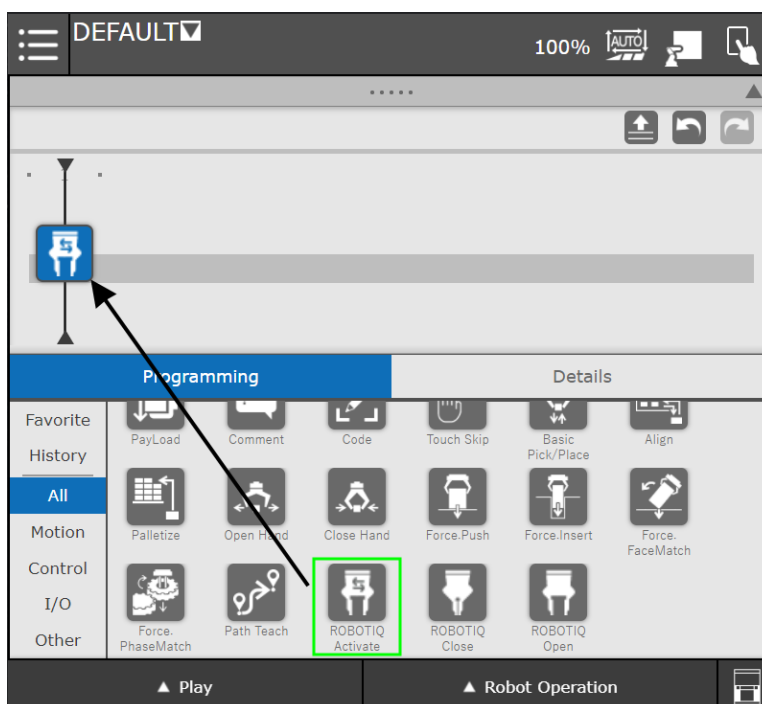 DEFAULT
100% AUTO
Programming Details
Favorite
History
All
Motion
Control
I/O
Other
PayLoad Comment Code Touch Skip Basic Pick/Place Align
Palletize Open Hand Close Hand Force.Push Force.Insert Force. FaceMatch
Force. PhaseMatch Path Teach ROBOTIQ Activate ROBOTIQ Close ROBOTIQ Open
▲ Play ▲ Robot Operation